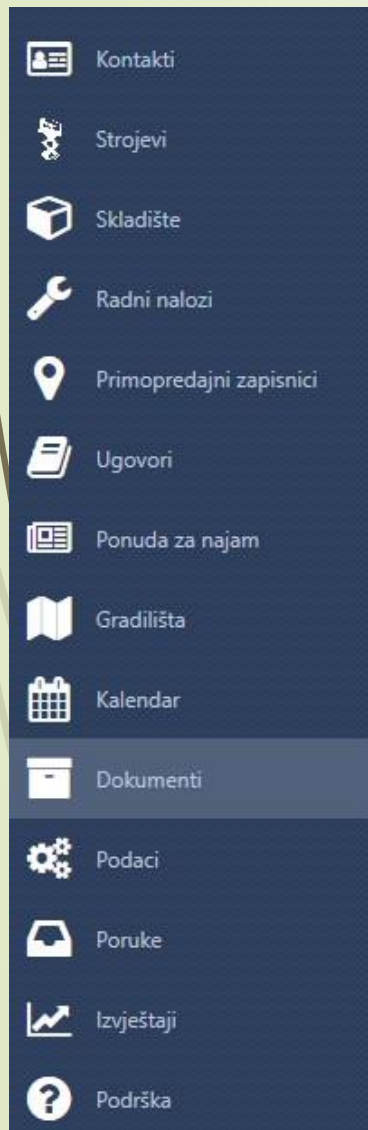 Kontakti
Strojevi
Skladište
Radni nalozi
Primopredajni zapisnici
Ugovori
Ponuda za najam
Gradilišta
Kalendar
Dokumenti
Podaci
Poruke
Izvještaji
Podrška